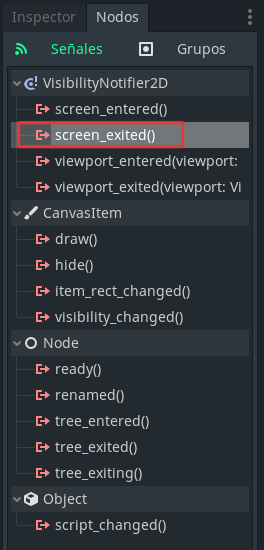 Inspector Nodos
Señales Grupos
VisibilityNotifier2D
screen_entered()
screen_exited()
viewport_entered(viewport:
viewport_exited(viewport: Vi
CanvasItem
draw()
hide()
item_rect_changed()
visibility_changed()
Node
ready()
renamed()
tree_entered()
tree_exited()
tree_exiting()
Object
script_changed()